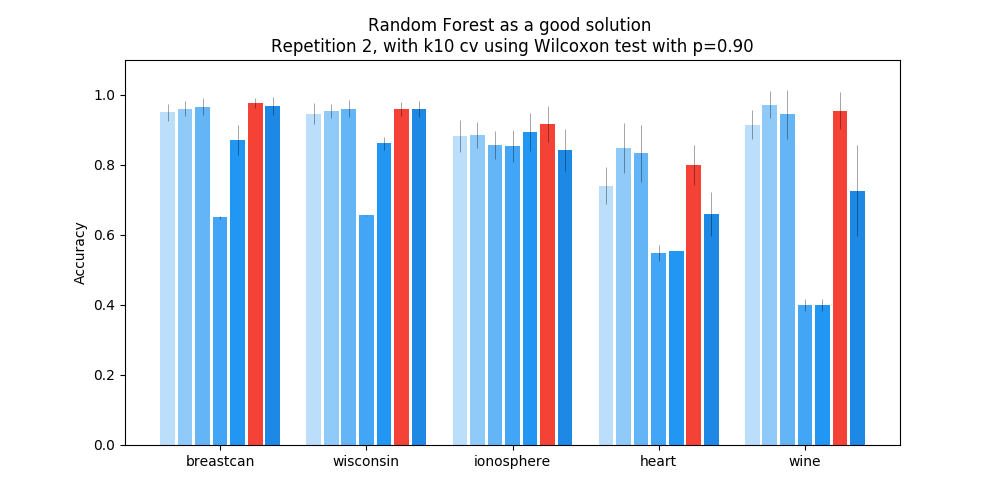 Random Forest as a good solution
Repetition 2, with k10 cv using Wilcoxon test with p=0.90
Accuracy
1.0
0.8
0.6
0.4
0.2
0.0
breastcan wisconsin ionosphere heart wine